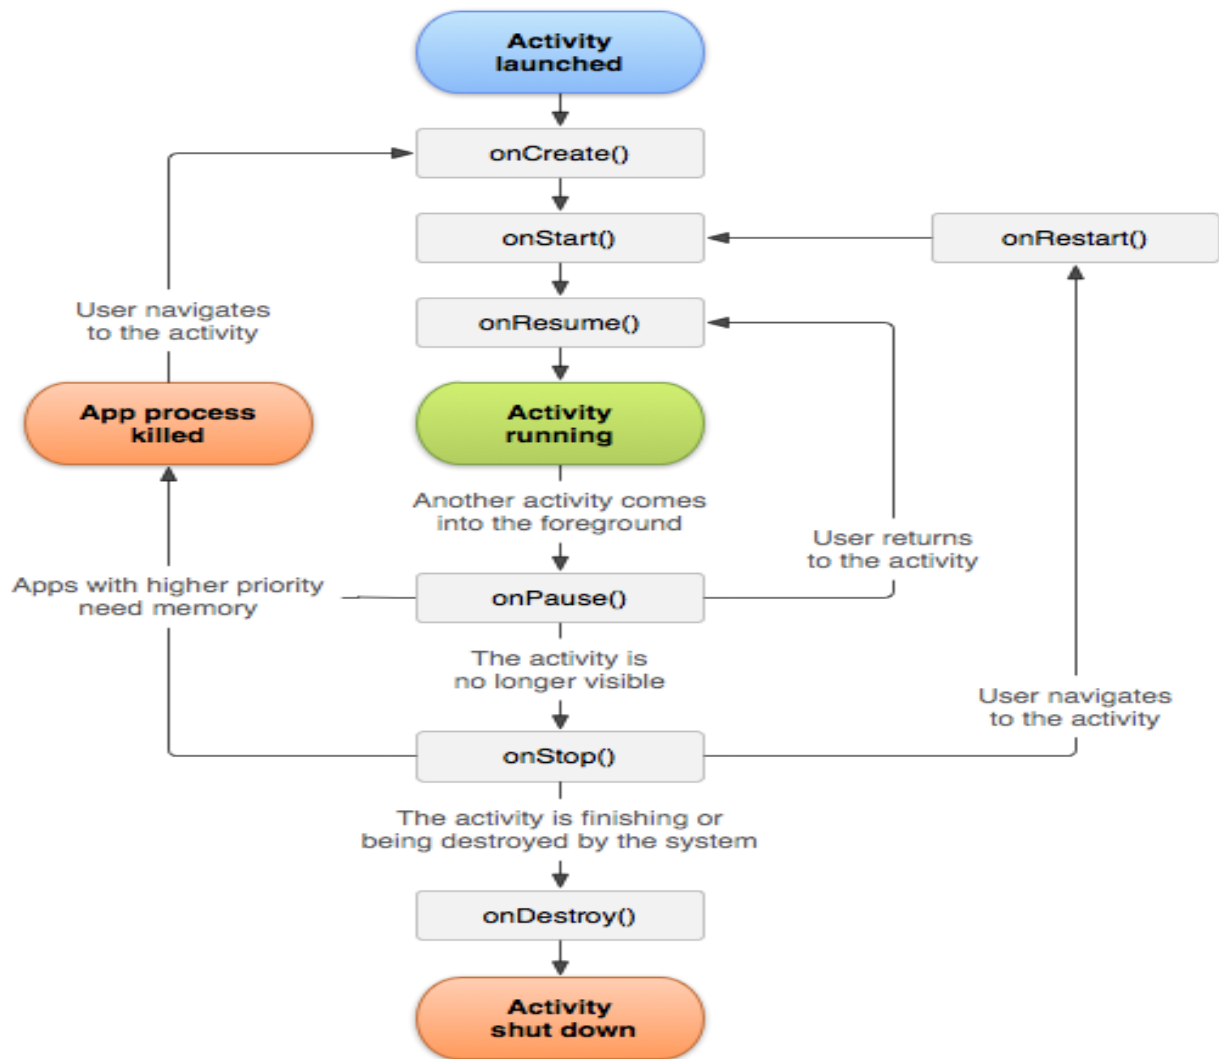 Activity
launched
onCreate()
onStart()
onRestart()
User navigates
to the activity
onResume()
App process
killed
Activity
running
Another activity comes
into the foreground
User returns
to the activity
Apps with higher priority
need memory
onPause()
The activity is
no longer visible
User navigates
to the activity
onStop()
The activity is finishing or
being destroyed by the system
onDestroy()
Activity
shut down